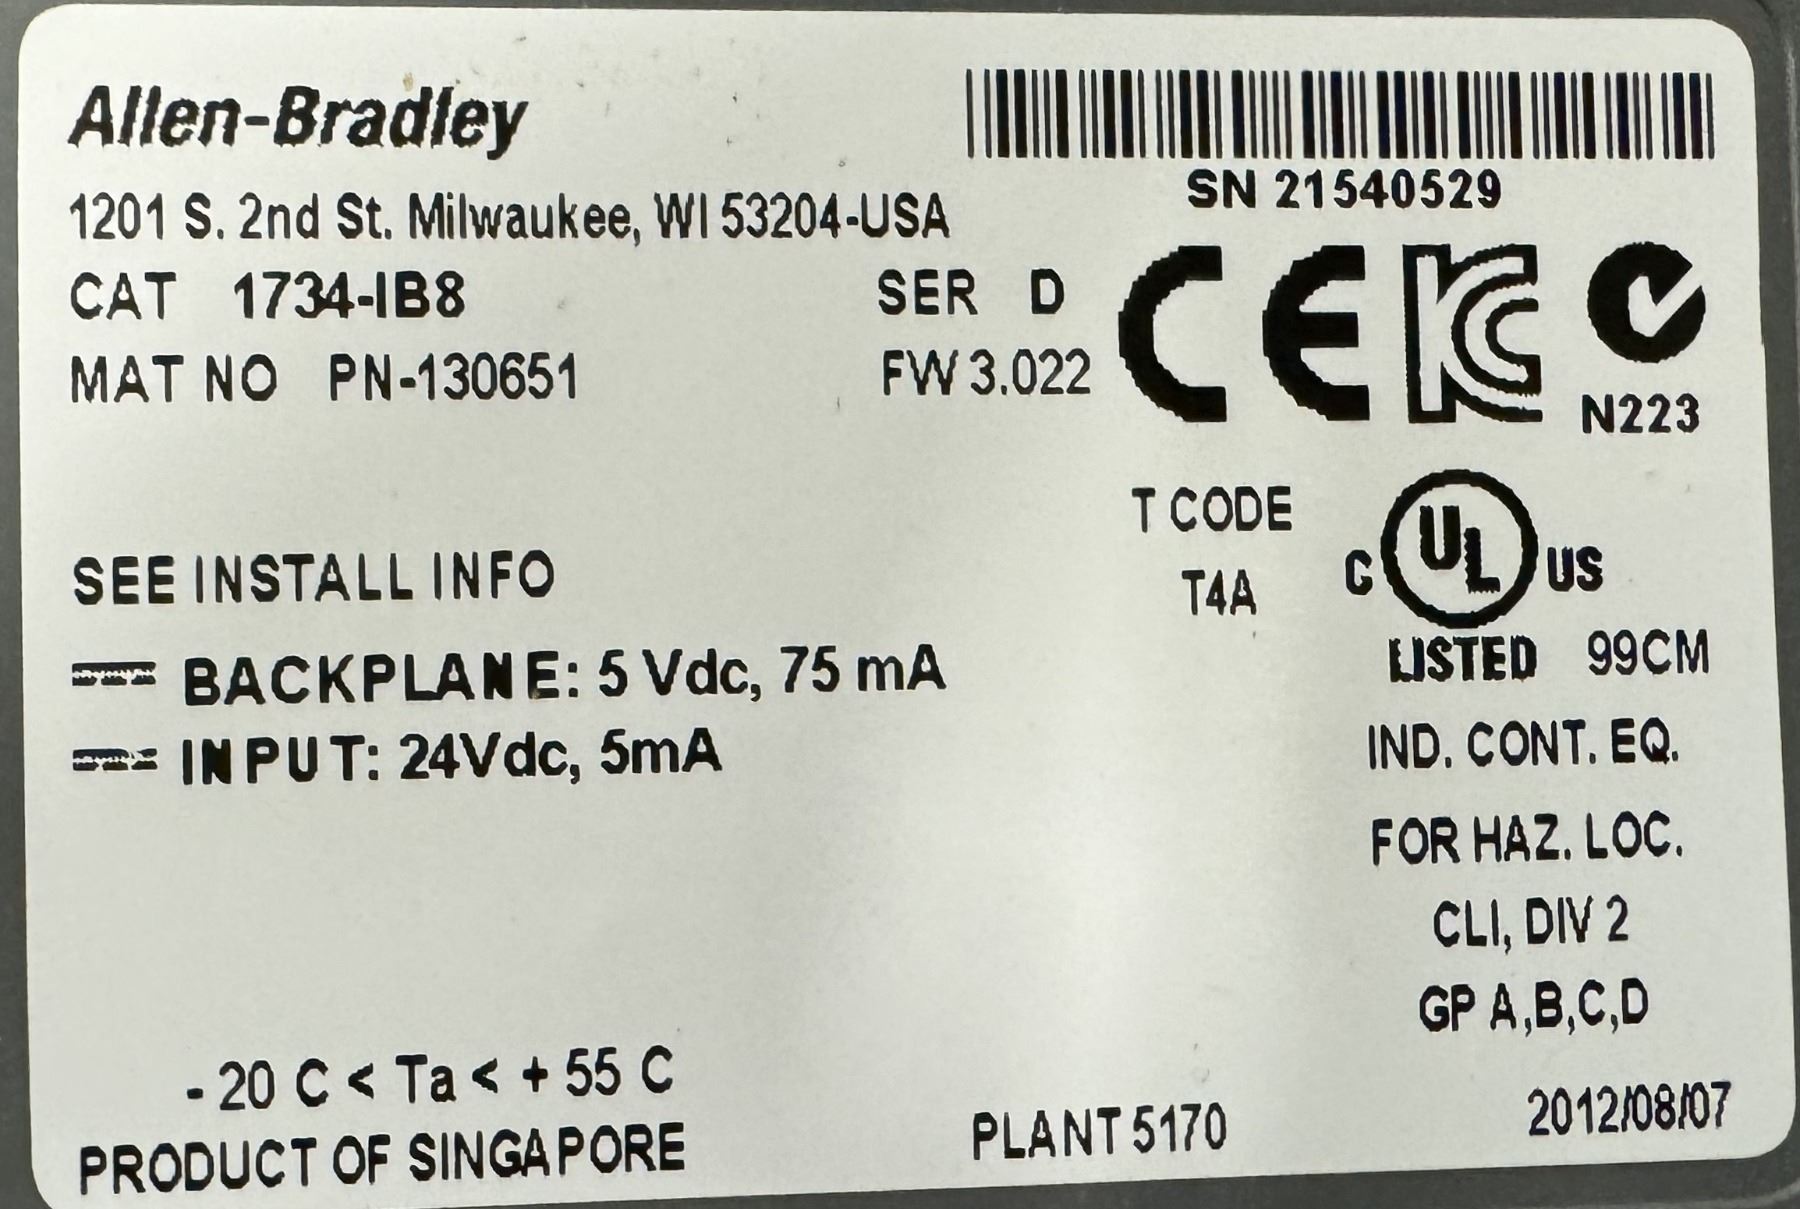 Allen-Bradley
SN 21540529
1201 S. 2nd St. Milwaukee, WI 53204-USA
CAT 1734-IB8
SER D
MAT NO PN-130651
FW 3.022
CE
KC
N223
T CODE
T4A
C UL US
LISTED 99CM
IND. CONT. EQ.
FOR HAZ. LOC.
CLI, DIV 2
GP A,B,C,D
SEE INSTALL INFO
BACKPLANE: 5 Vdc, 75 mA
INPUT: 24Vdc, 5mA
- 20 C < Ta < + 55 C
PRODUCT OF SINGAPORE
PLANT 5170
2012/08/07